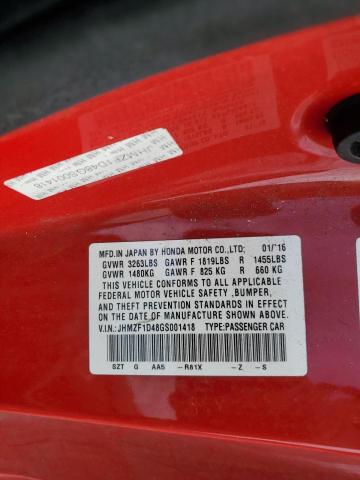 JHMZF1D48GS001418
MFD.IN JAPAN BY HONDA MOTOR CO.,LTD; 01/'16
GVWR 3263LBS GAWR F 1819LBS R 1455LBS
GVWR 1480KG GAWR F 825 KG R 660 KG
THIS VEHICLE CONFORMS TO ALL APPLICABLE
FEDERAL MOTOR VEHICLE SAFETY ,BUMPER,
AND THEFT PREVENTION STANDARDS IN EFFECT
ON THE DATE OF MANUFACTURE SHOWN ABOVE.
V.I.N.: JHMZF1D48GS001418 TYPE:PASSENGER CAR
SZT G AA5 -R81X -Z -S